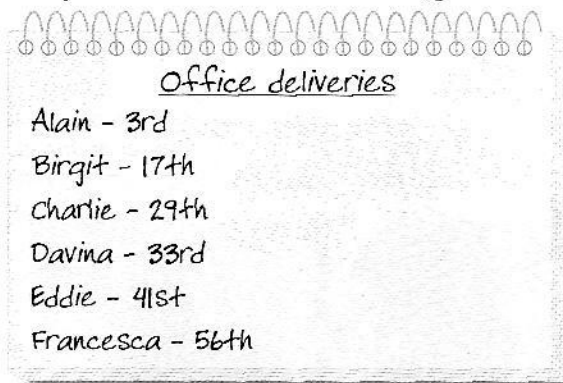 Office deliveries
Alain - 3rd
Birgit - 17th
Charlie - 29th
Davina - 33rd
Eddie - 41st
Francesca - 56th